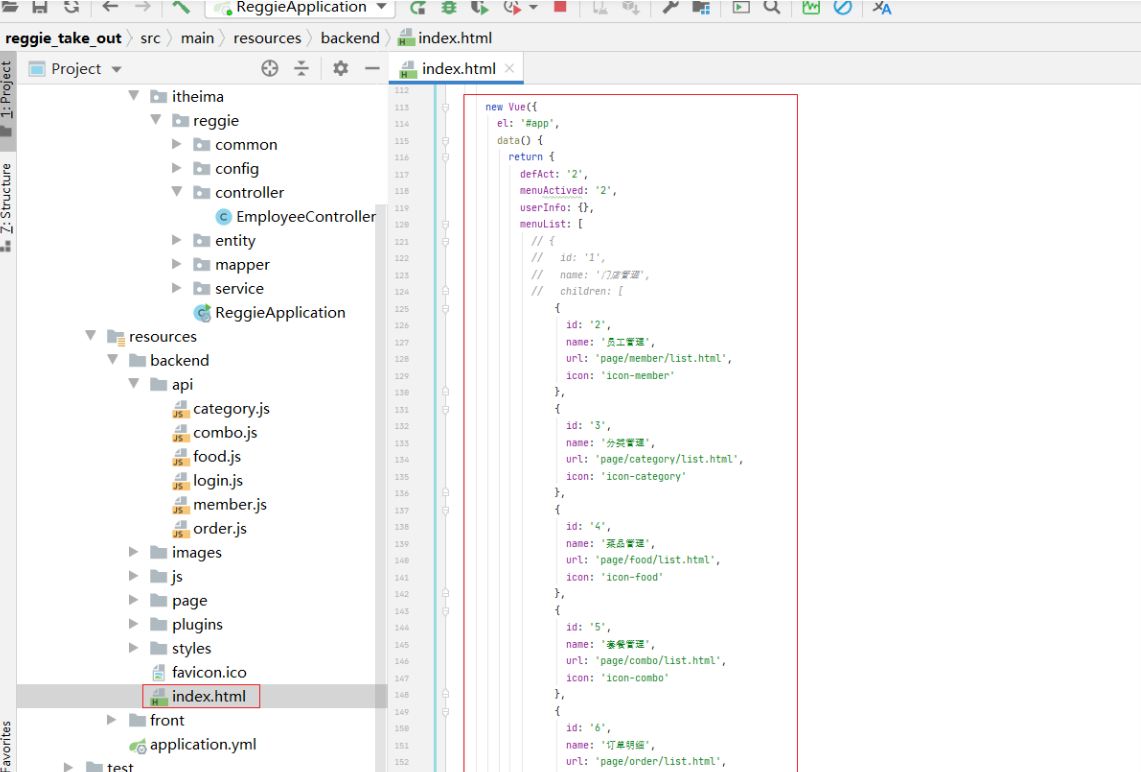 ReggieApplication
reggie_take_out
src
main
resources
backend
index.html
1: Project
Z: Structure
Favorites
Project
index.html
itheima
reggie
common
config
controller
EmployeeController
entity
mapper
service
ReggieApplication
resources
backend
api
category.js
combo.js
food.js
login.js
member.js
order.js
images
js
page
plugins
styles
favicon.ico
index.html
front
application.yml
test
112
113 new Vue({
114 el: '#app',
115 data() {
116 return {
117 defAct: '2',
118 menuActived: '2',
119 userInfo: {},
120 menuList: [
121 // {
122 // id: '1',
123 // name: '门店管理',
124 // children: [
125 {
126 id: '2',
127 name: '员工管理',
128 url: 'page/member/list.html',
129 icon: 'icon-member'
130 },
131 {
132 id: '3',
133 name: '分类管理',
134 url: 'page/category/list.html',
135 icon: 'icon-category'
136 },
137 {
138 id: '4',
139 name: '菜品管理',
140 url: 'page/food/list.html',
141 icon: 'icon-food'
142 },
143 {
144 id: '5',
145 name: '套餐管理',
146 url: 'page/combo/list.html',
147 icon: 'icon-combo'
148 },
149 {
150 id: '6',
151 name: '订单明细',
152 url: 'page/order/list.html',